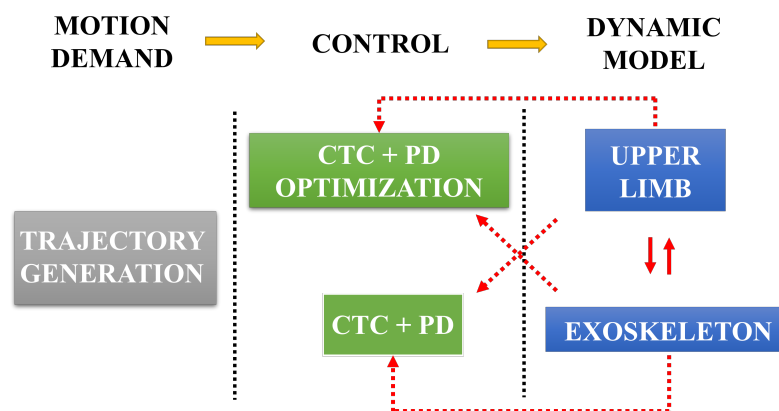 MOTION
DEMAND
CONTROL
DYNAMIC
MODEL
CTC + PD
OPTIMIZATION
UPPER
LIMB
TRAJECTORY
GENERATION
CTC + PD
EXOSKELETON